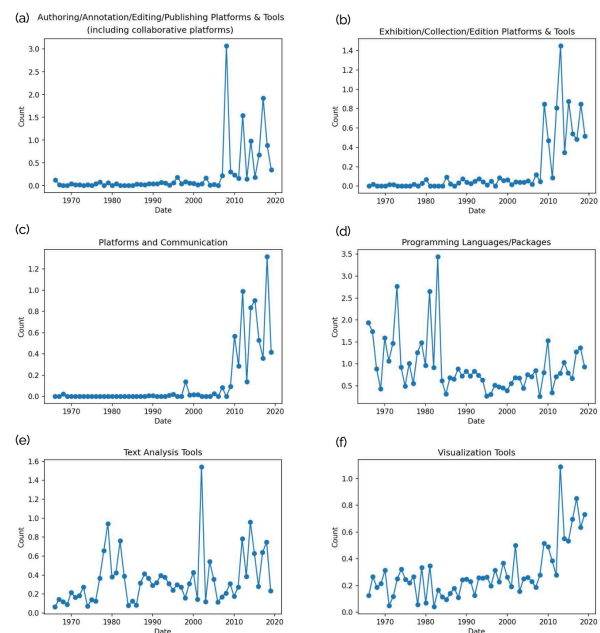 (a) Authoring/Annotation/Editing/Publishing Platforms & Tools
(including collaborative platforms)
3.0
2.5
2.0
1.5
1.0
0.5
0.0
Count
1970 1980 1990 2000 2010 2020
Date
(b)
Exhibition/Collection/Edition Platforms & Tools
1.4
1.2
1.0
0.8
0.6
0.4
0.2
0.0
Count
1970 1980 1990 2000 2010 2020
Date
(c)
Platforms and Communication
1.2
1.0
0.8
0.6
0.4
0.2
0.0
Count
1970 1980 1990 2000 2010 2020
Date
(d)
Programming Languages/Packages
3.5
3.0
2.5
2.0
1.5
1.0
0.5
Count
1970 1980 1990 2000 2010 2020
Date
(e)
Text Analysis Tools
1.6
1.4
1.2
1.0
0.8
0.6
0.4
0.2
0.0
Count
1970 1980 1990 2000 2010 2020
Date
(f)
Visualization Tools
1.0
0.8
0.6
0.4
0.2
0.0
Count
1970 1980 1990 2000 2010 2020
Date